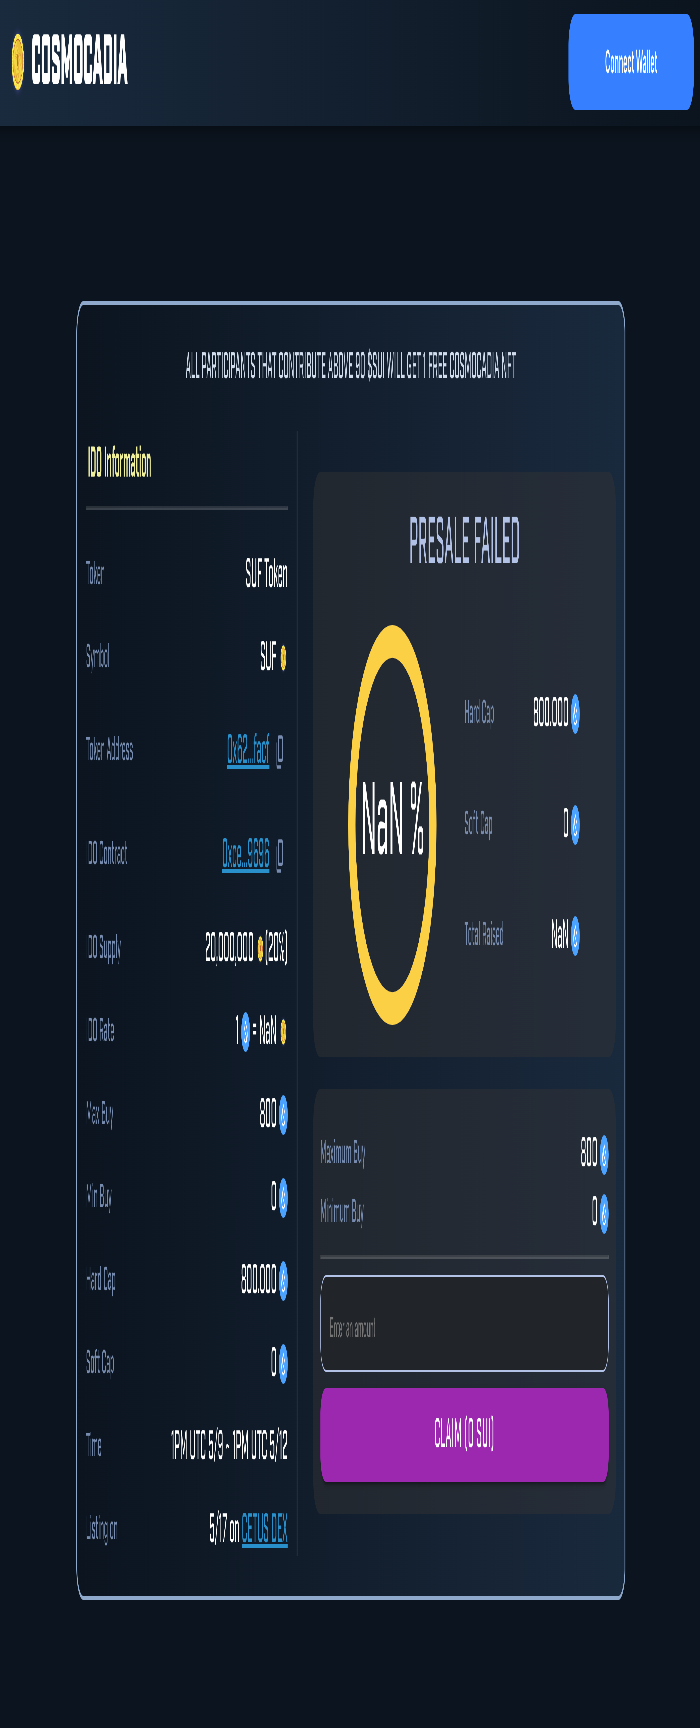 COSMOCADIA
Connect Wallet
ALL PARTICIPANTS THAT CONTRIBUTE ABOVE 90 $SUI WILL GET 1 FREE COSMOCADIA NFT
IDO Information
Token SUF Token
Symbol SUF
Token Address 0x62...facf
IDO Contract 0xce...9696
IDO Supply 20,000,000 (20%)
IDO Rate 1 = NaN
Max Buy 800
Min Buy 0
Hard Cap 800.000
Soft Cap 0
Time 1PM UTC 5/9 ~ 1PM UTC 5/12
Listing on 5/17 on CETUS DEX
PRESALE FAILED
NaN %
Hard Cap 800.000
Soft Cap 0
Total Raised NaN
Maximum Buy 800
Minimum Buy 0
Enter an amount
CLAIM (0 SUI)